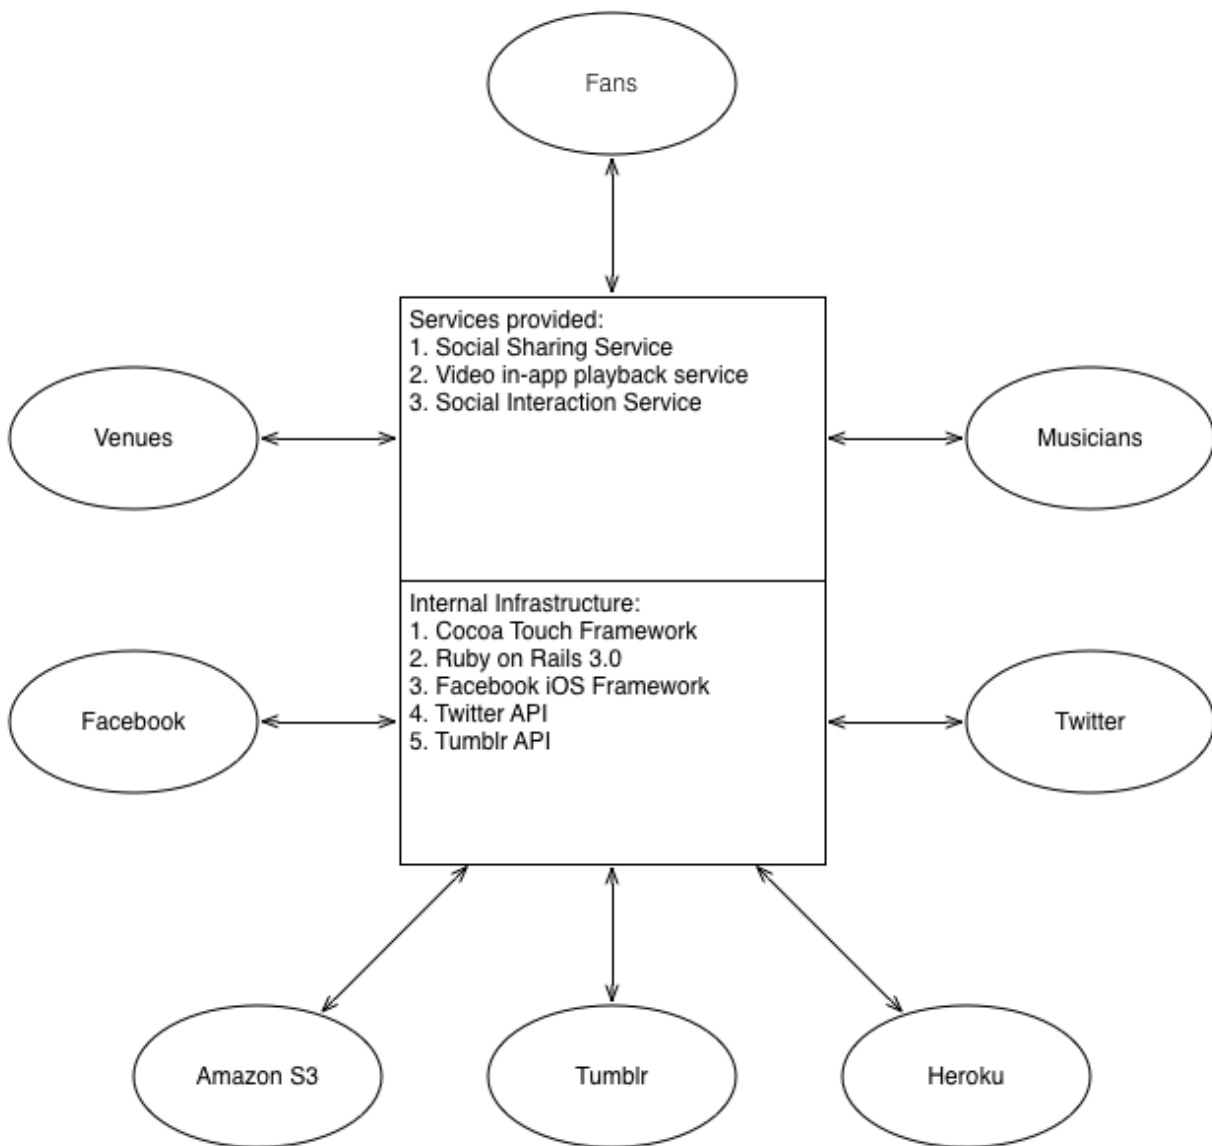 Fans
Services provided:
1. Social Sharing Service
2. Video in-app playback service
3. Social Interaction Service
Venues
Musicians
Internal Infrastructure:
1. Cocoa Touch Framework
2. Ruby on Rails 3.0
3. Facebook iOS Framework
4. Twitter API
5. Tumblr API
Facebook
Twitter
Amazon S3
Tumblr
Heroku